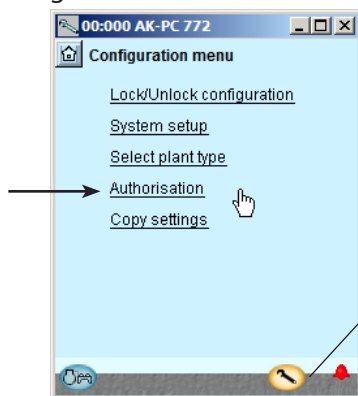 00:000 AK-PC 772
Configuration menu
Lock/Unlock configuration
System setup
Select plant type
Authorisation
Copy settings